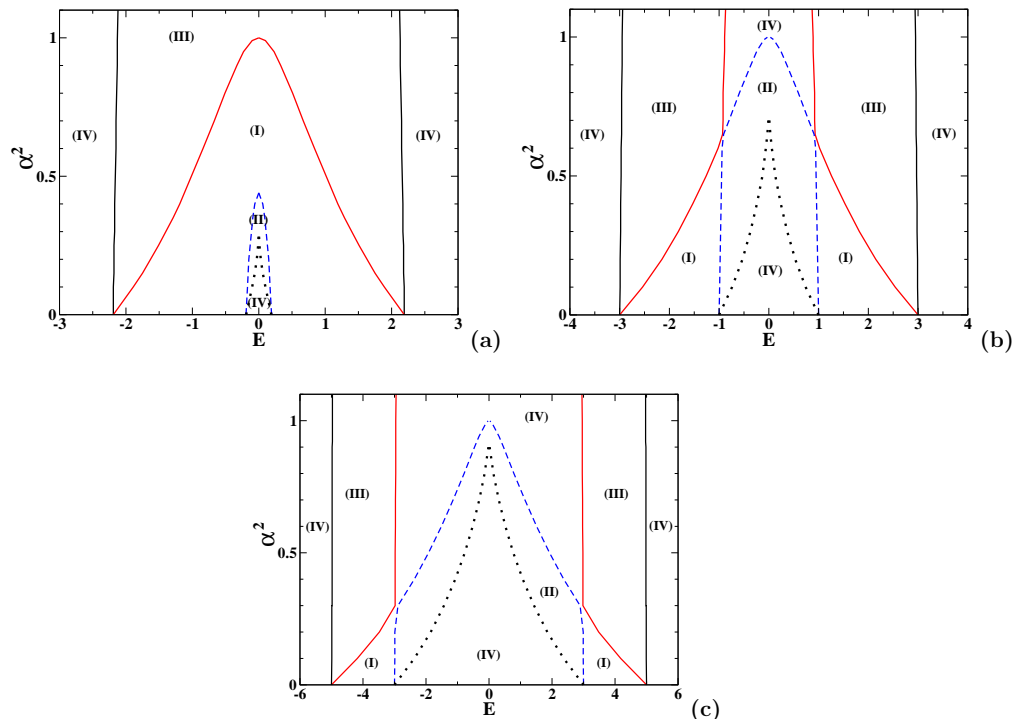 1
(III)
(I)
(IV)
(IV)
α²
0.5
(II)
(IV)
0
-3
-2
-1
0
1
2
3
E
(a)
1
(IV)
(II)
(III)
(III)
(IV)
(IV)
α²
0.5
(I)
(I)
(IV)
0
-4
-3
-2
-1
0
1
2
3
4
E
(b)
1
(IV)
(III)
(III)
(IV)
(IV)
α²
0.5
(II)
(I)
(IV)
(I)
0
-6
-4
-2
0
2
4
6
E
(c)